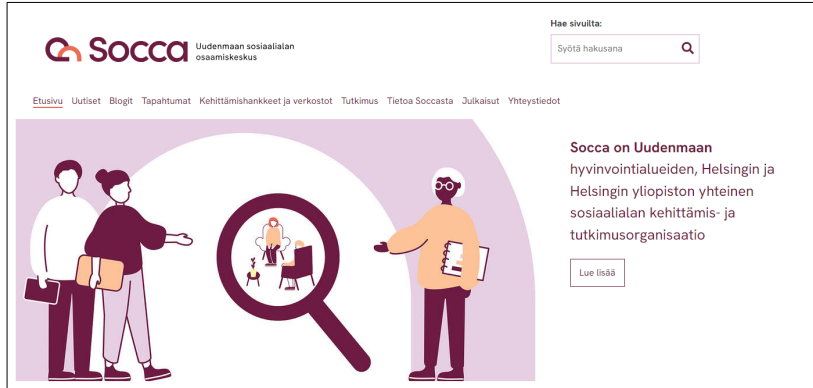 Hae sivuilta:
Socca
Uudenmaan sosiaalialan
osaamiskeskus
Syötä hakusana
Etusivu Uutiset Blogit Tapahtumat Kehittämishankkeet ja verkostot Tutkimus Tietoa Soccasta Julkaisut Yhteystiedot
Socca on Uudenmaan
hyvinvointialueiden, Helsingin ja
Helsingin yliopiston yhteinen
sosiaalialan kehittämis- ja
tutkimusorganisaatio
Lue lisää